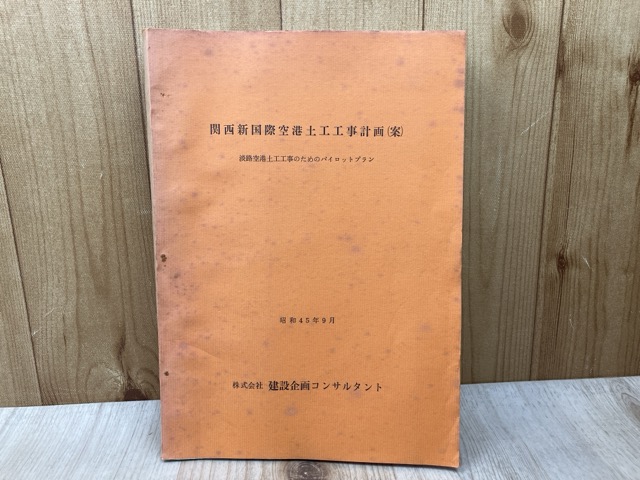 関西新国際空港土工工事計画(案)
淡路空港土工工事のためのパイロットプラン
昭和45年9月
株式会社 建設企画コンサルタント